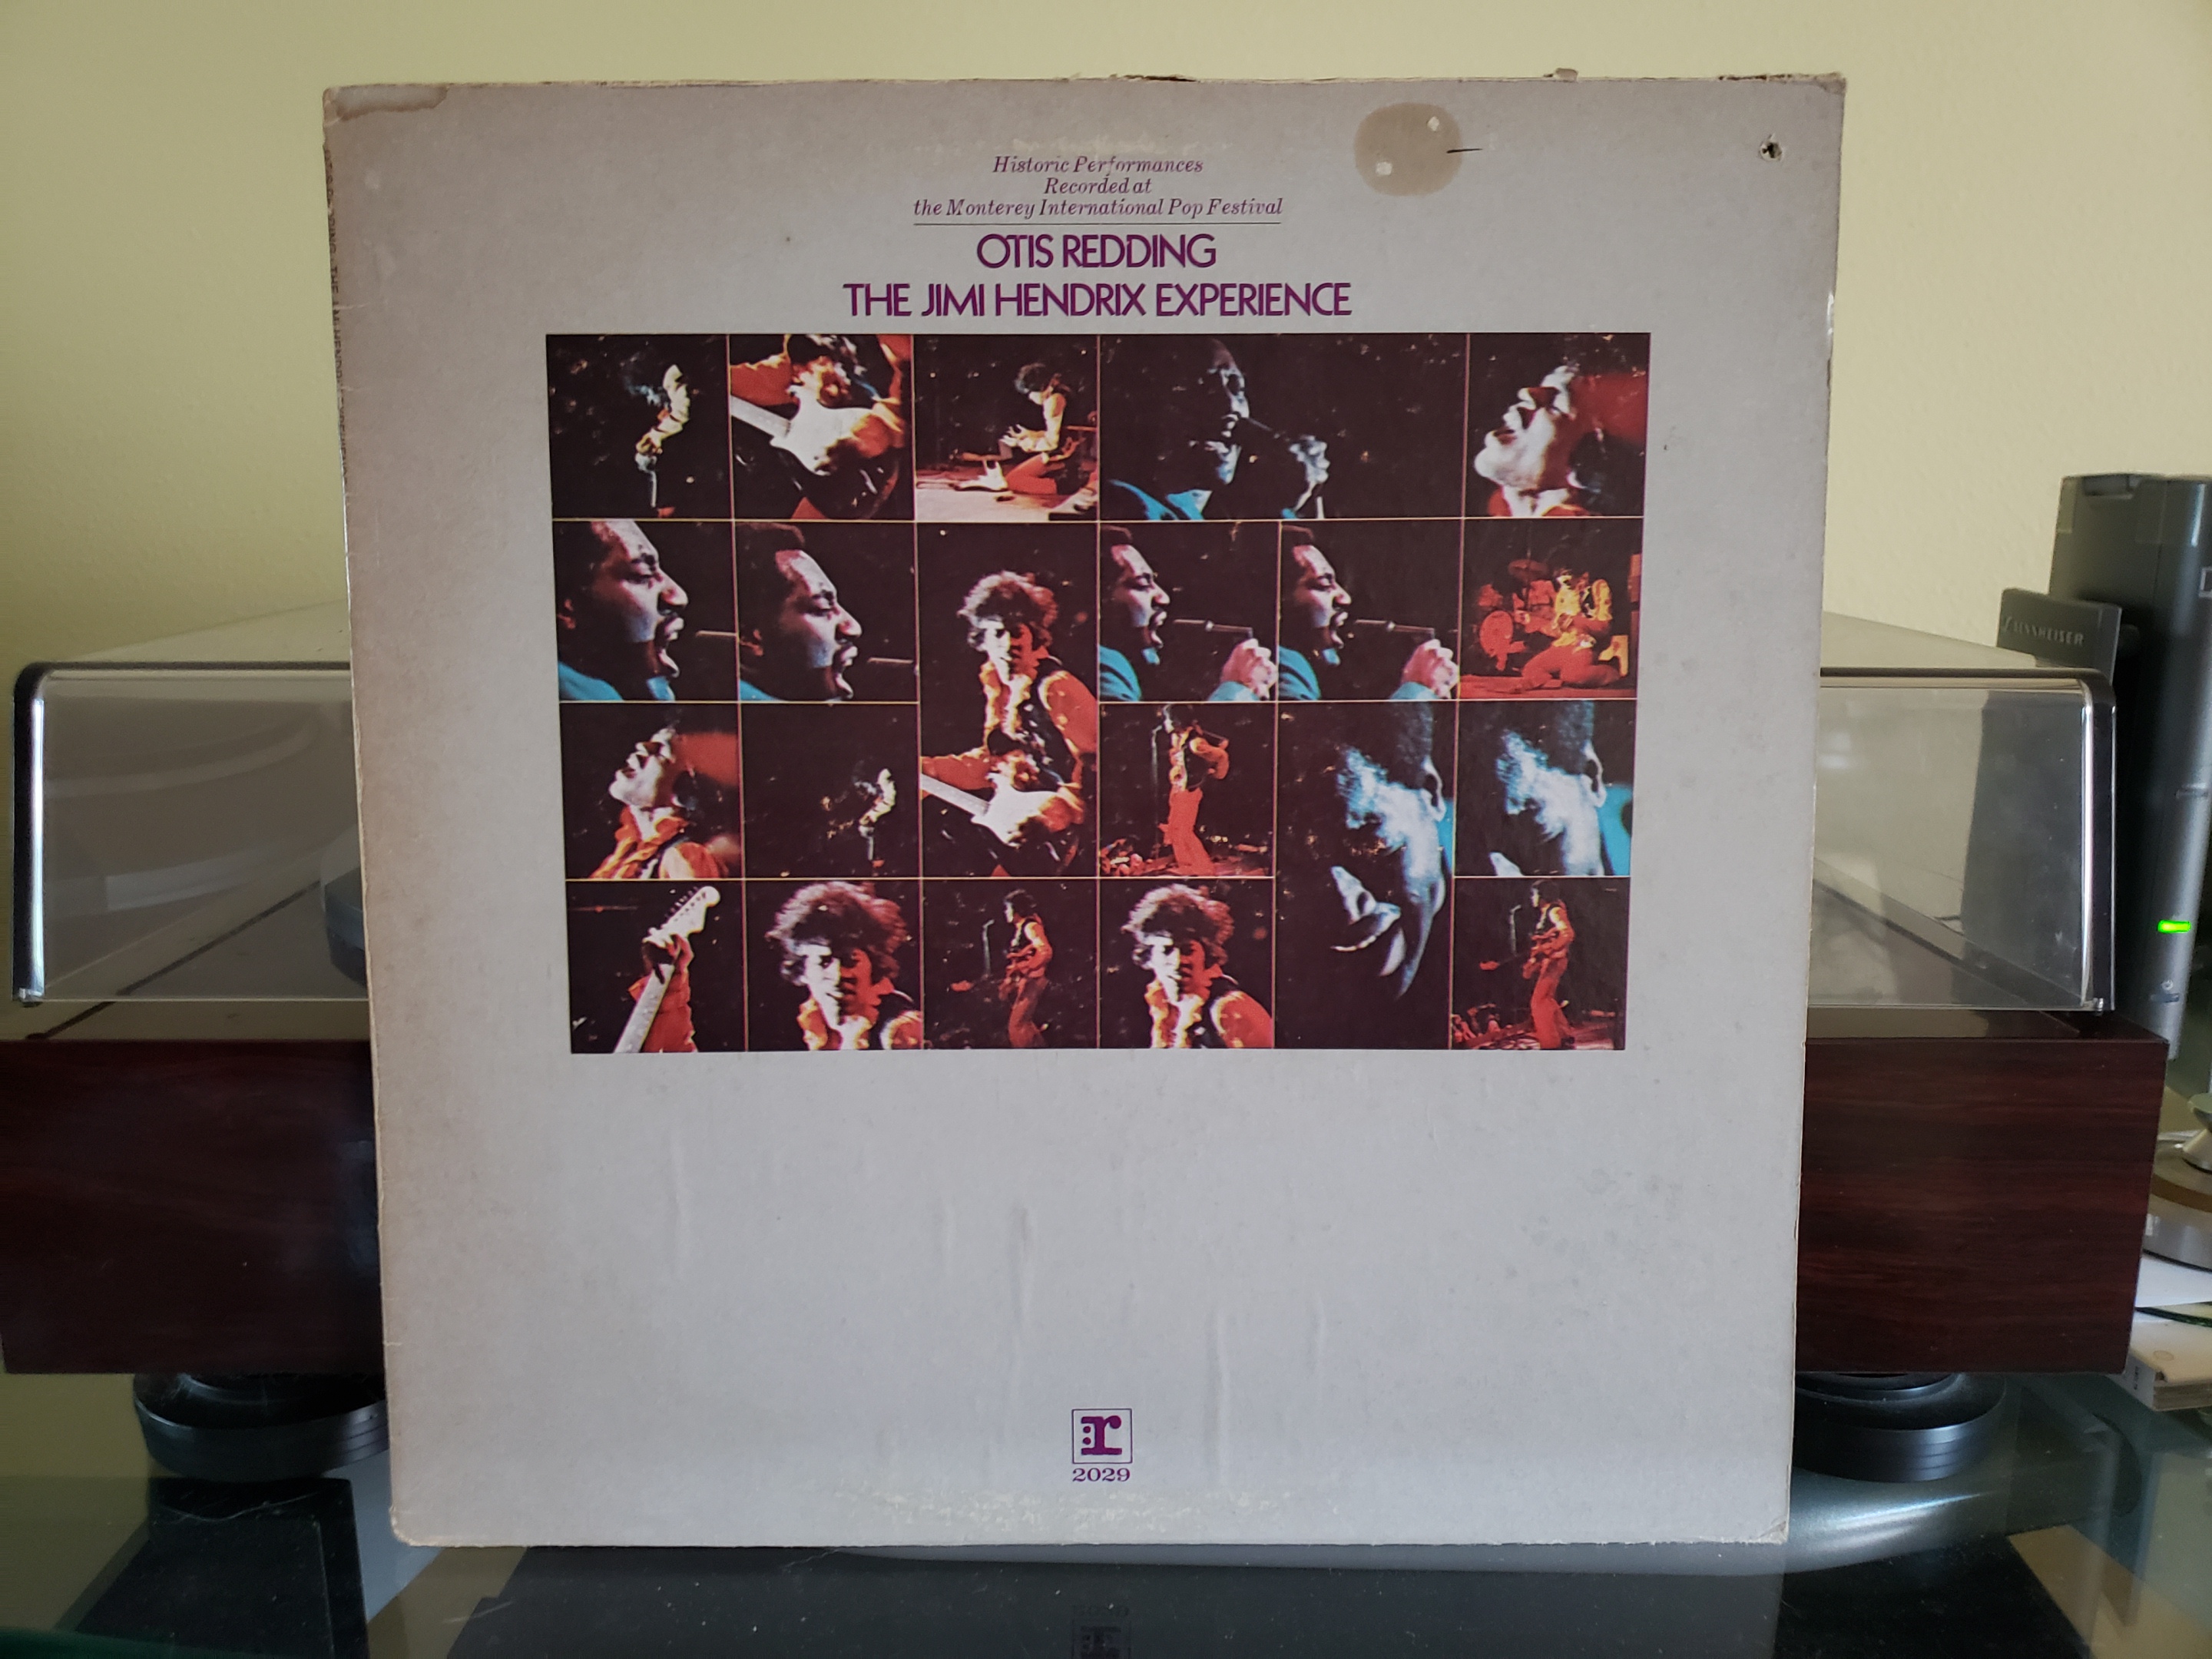 Historic Performances
Recorded at
the Monterey International Pop Festival
OTIS REDDING
THE JIMI HENDRIX EXPERIENCE
SENNHEISER
r
2029